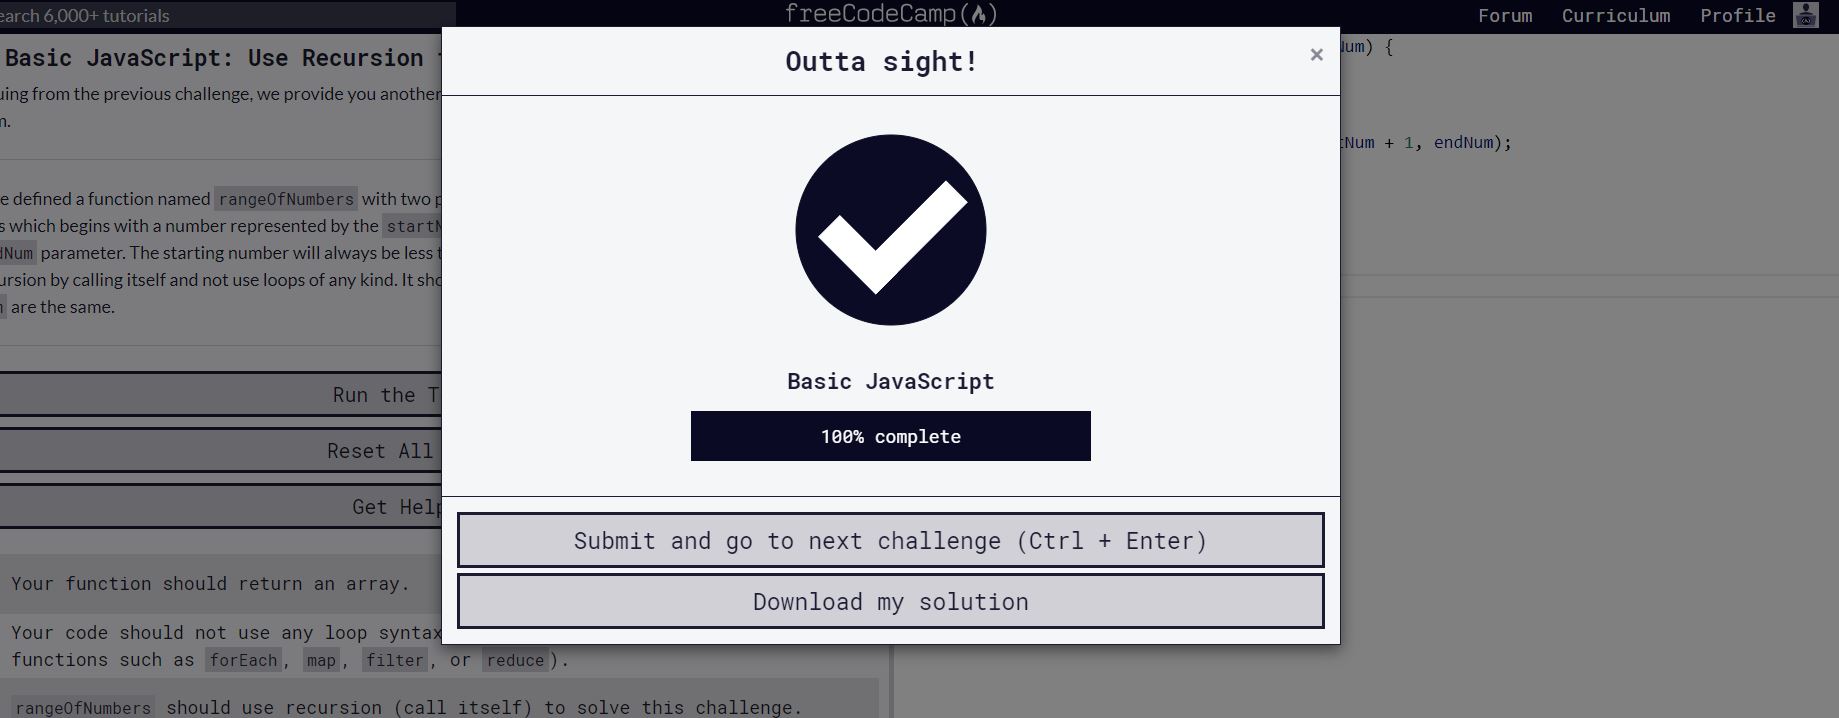 earch 6,000+ tutorials
freeCodeCamp(🔥)
Forum Curriculum Profile
Basic JavaScript: Use Recursion
Outta sight!
×
) {
uing from the previous challenge, we provide you another
+ 1, endNum);
e defined a function named rangeOfNumbers with two
s which begins with a number represented by the
parameter. The starting number will always be less
ursion by calling itself and not use loops of any kind. It
are the same.
Basic JavaScript
100% complete
Run the
Reset All
Get Help
Submit and go to next challenge (Ctrl + Enter)
Download my solution
Your function should return an array.
Your code should not use any loop syntax
functions such as forEach, map, filter, or reduce).
rangeOfNumbers should use recursion (call itself) to solve this challenge.